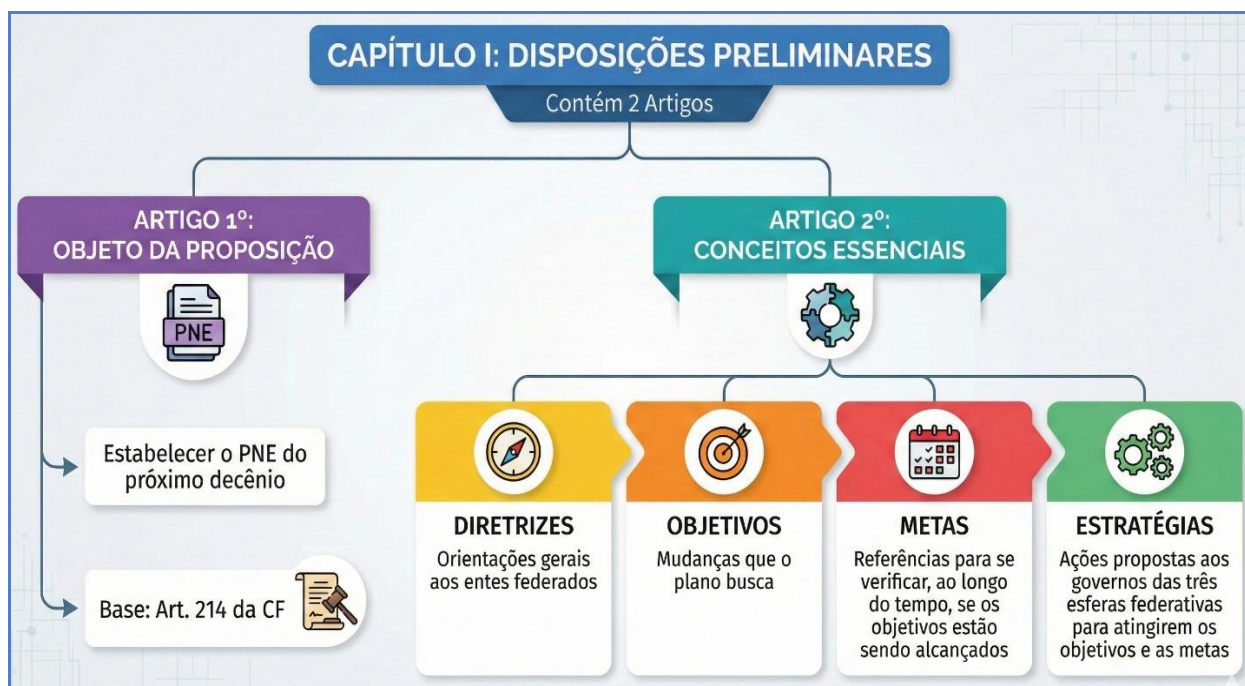 CAPÍTULO I: DISPOSIÇÕES PRELIMINARES
Contém 2 Artigos
ARTIGO 1º:
OBJETO DA PROPOSIÇÃO
PNE
Estabelecer o PNE do
próximo decênio
Base: Art. 214 da CF
ARTIGO 2º:
CONCEITOS ESSENCIAIS
DIRETRIZES
Orientações gerais
aos entes federados
OBJETIVOS
Mudanças que o
plano busca
METAS
Referências para se
verificar, ao longo
do tempo, se os
objetivos estão
sendo alcançados
ESTRATÉGIAS
Ações propostas aos
governos das três
esferas federativas
para atingirem os
objetivos e as metas